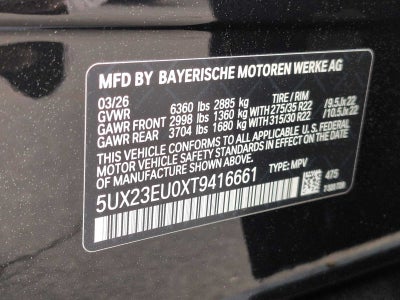 MFD BY BAYERISCHE MOTOREN WERKE AG
03/26 6360 lbs 2885 kg TIRE / RIM
GVWR
GAWR FRONT 2998 lbs 1360 kg WITH 275/35 R22 /9.5Jx22
GAWR REAR 3704 lbs 1680 kg WITH 315/30 R22 /10.5Jx22
THIS VEHICLE CONFORMS TO ALL APPLICABLE U.S. FEDERAL
MOTOR VEHICLE SAFETY STANDARDS IN EFFECT ON THE
DATE OF MANUFACTURE SHOWN ABOVE.
5UX23EU0XT9416661 TYPE: MPV
475